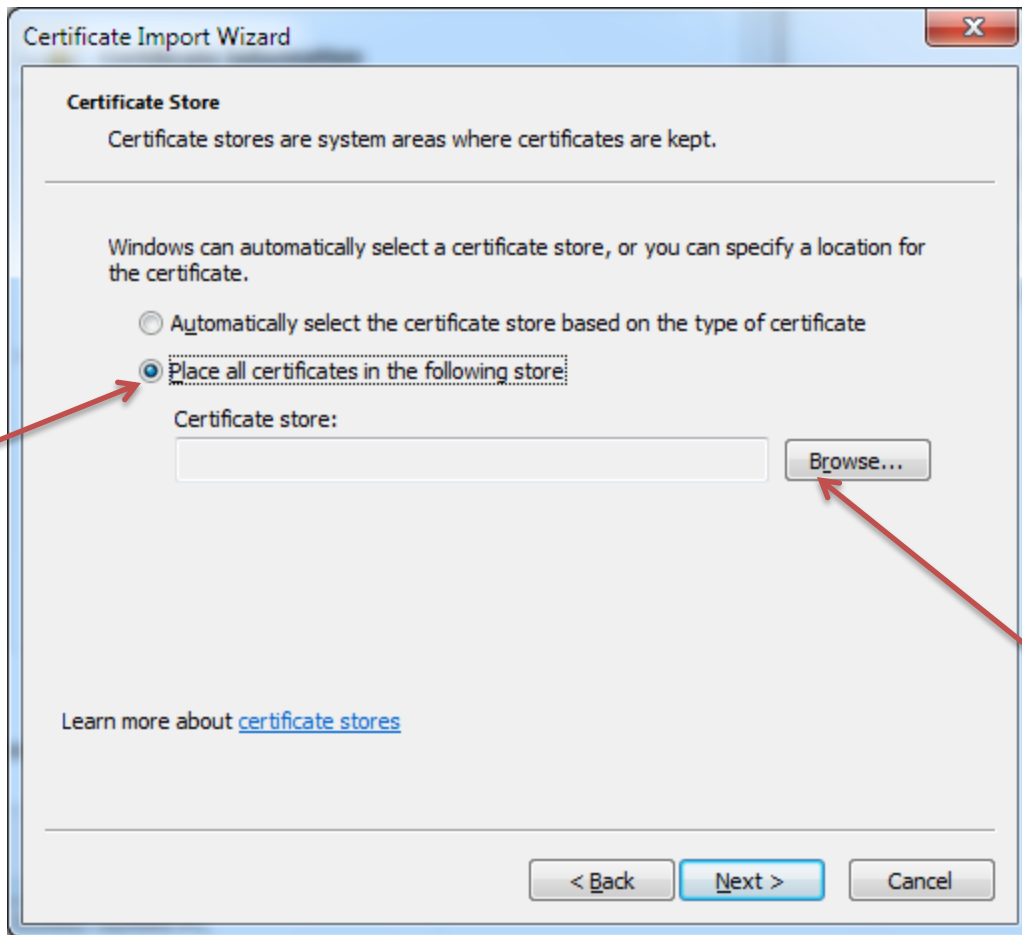 Certificate Import Wizard
Certificate Store
Certificate stores are system areas where certificates are kept.
Windows can automatically select a certificate store, or you can specify a location for
the certificate.
Automatically select the certificate store based on the type of certificate
Place all certificates in the following store
Certificate store:
Browse...
Learn more about certificate stores
< Back
Next >
Cancel